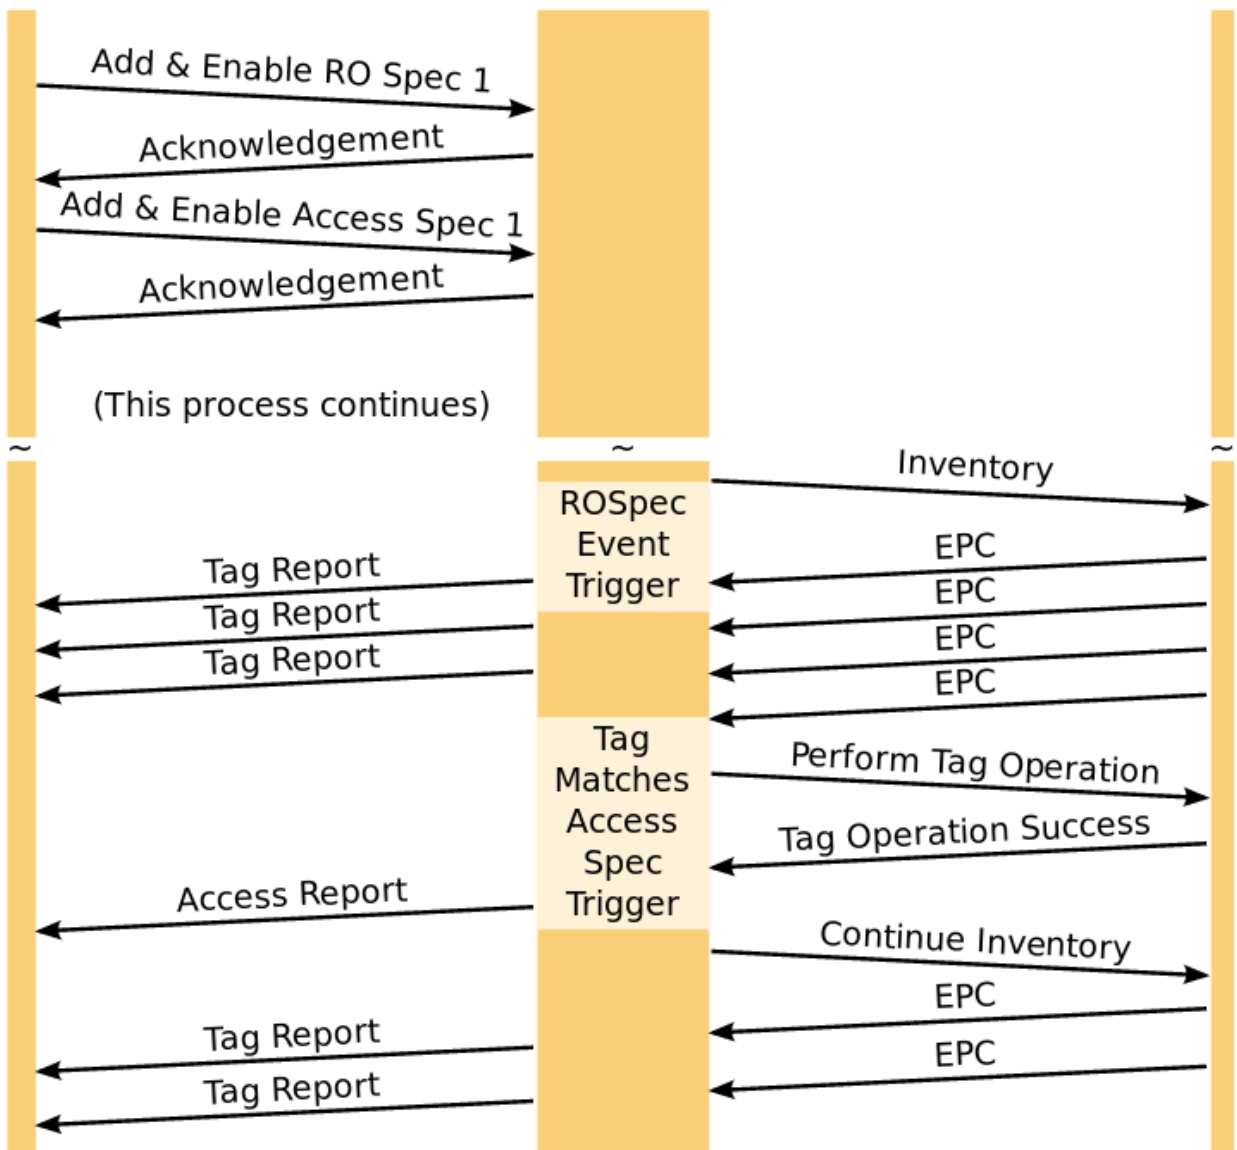 Add & Enable RO Spec 1
Acknowledgement
Add & Enable Access Spec 1
Acknowledgement
(This process continues)
~
~
~
Inventory
ROSpec
Event
Trigger
EPC
Tag Report
EPC
Tag Report
EPC
Tag Report
EPC
Tag
Matches
Access
Spec
Trigger
Perform Tag Operation
Tag Operation Success
Access Report
Continue Inventory
EPC
Tag Report
EPC
Tag Report